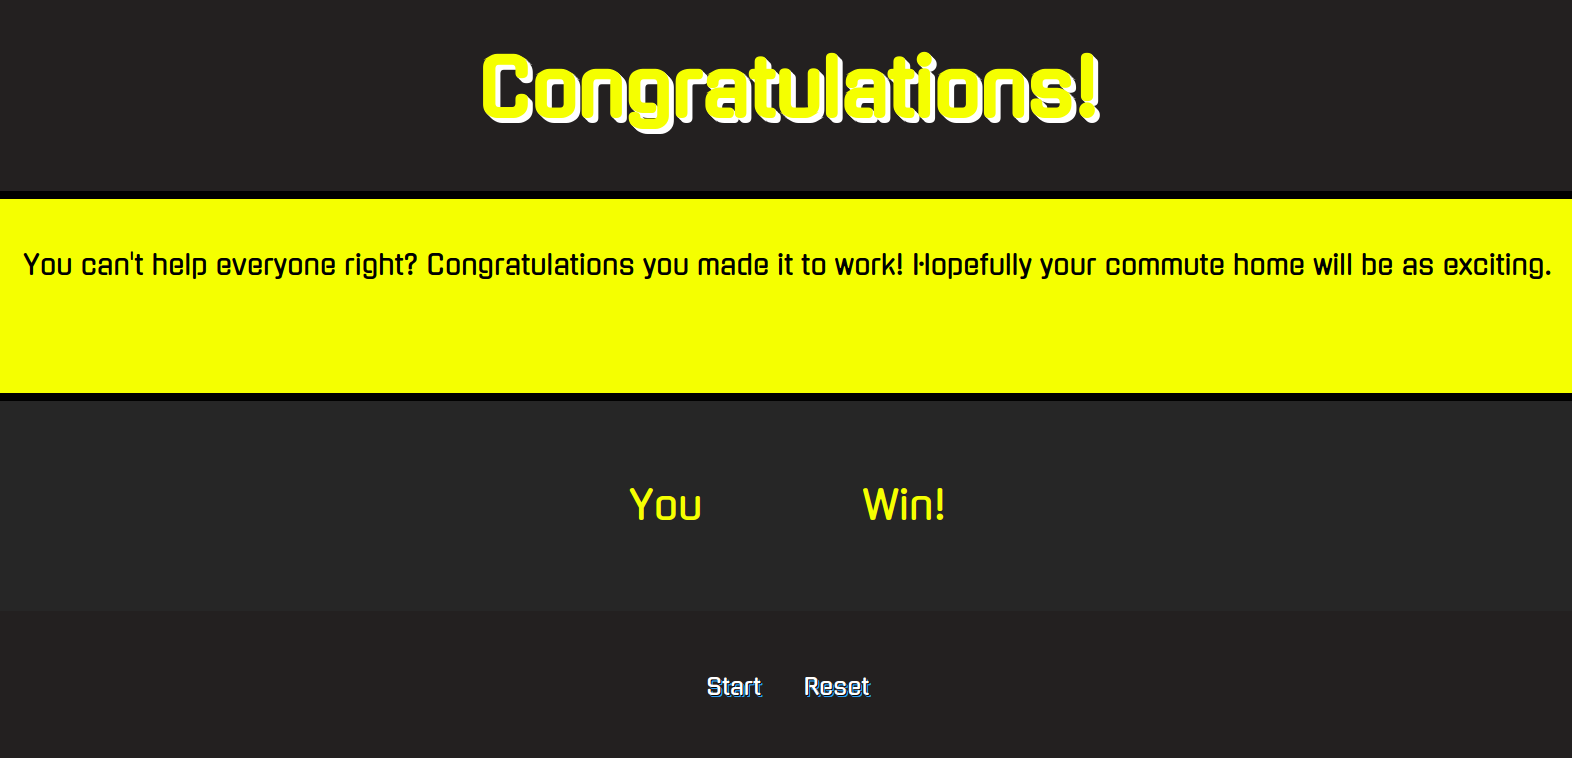 Congratulations!
You can't help everyone right? Congratulations you made it to work! Hopefully your commute home will be as exciting.
You Win!
Start Reset